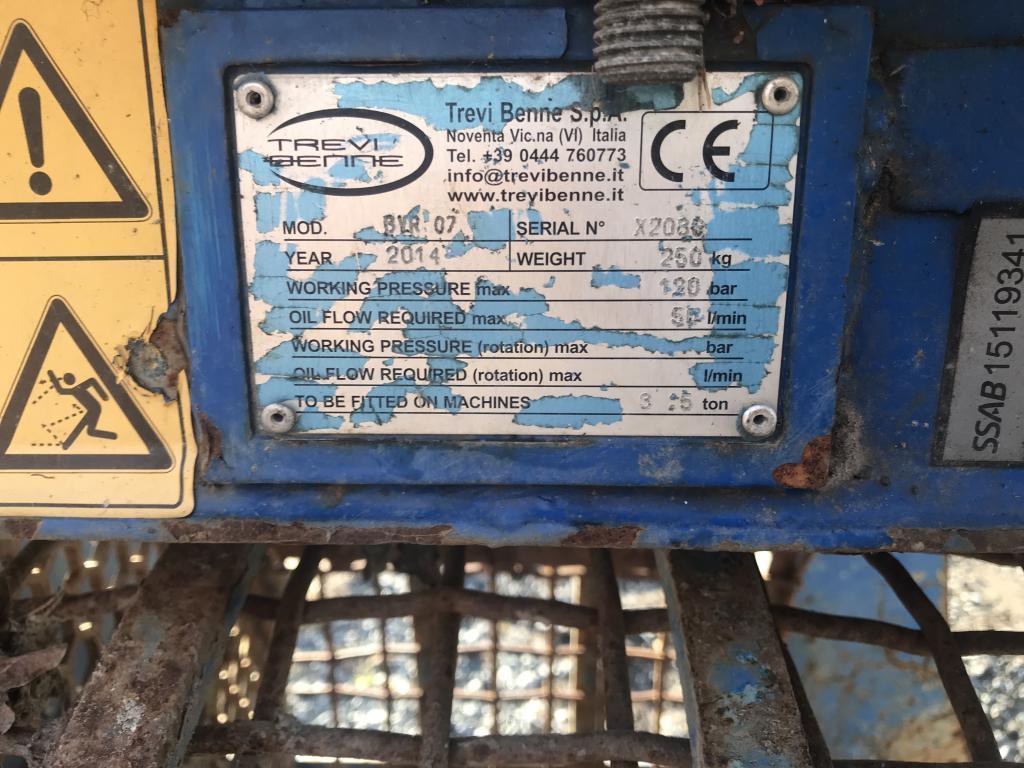 TREVI
BENNE
Trevi Benne S.p.A.
Noventa Vic.na (VI) Italia
Tel. +39 0444 760773
info@trevibenne.it
www.trevibenne.it
CE
MOD. BVR 07 SERIAL N°
YEAR 2014 WEIGHT 250 kg
WORKING PRESSURE max 120 bar
OIL FLOW REQUIRED max l/min
WORKING PRESSURE (rotation) max bar
OIL FLOW REQUIRED (rotation) max l/min
TO BE FITTED ON MACHINES ton
SSAB 15119341